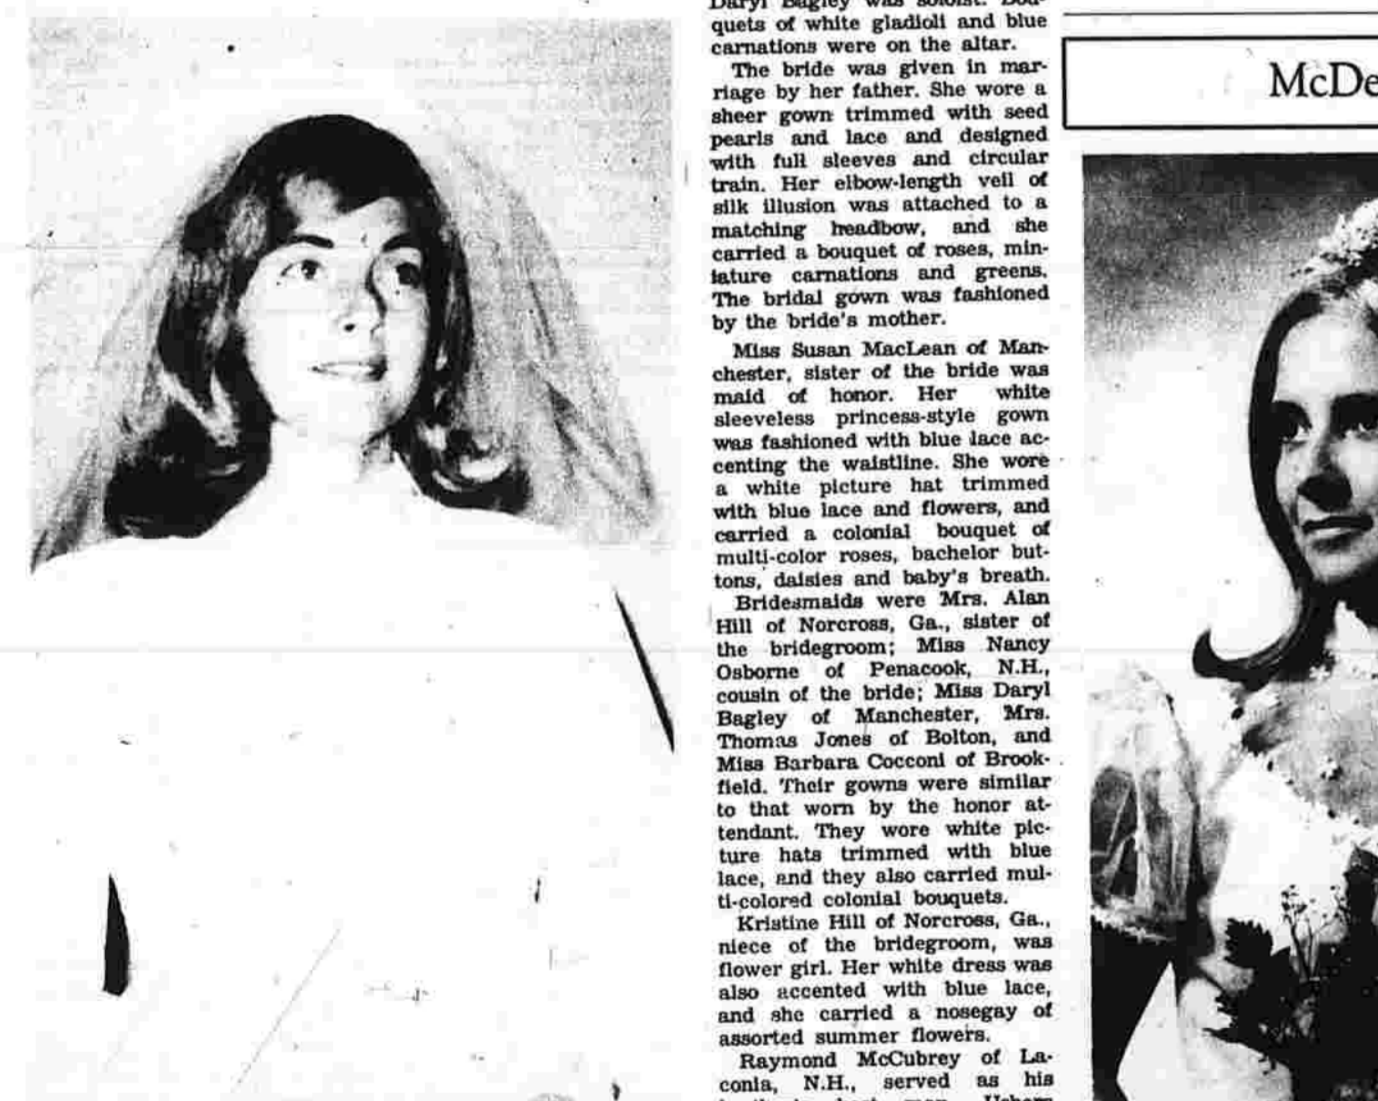 Daryl Bagley was soloist. Bou-
quets of white gladioli and blue
carnations were on the altar.
The bride was given in mar-
riage by her father. She wore a
sheer gown trimmed with seed
pearls and lace and designed
with full sleeves and circular
train. Her elbow-length veil of
silk illusion was attached to a
matching headbow, and she
carried a bouquet of roses, min-
iature carnations and greens.
The bridal gown was fashioned
by the bride's mother.
Miss Susan MacLean of Man-
chester, sister of the bride was
maid of honor. Her white
sleeveless princess-style gown
was fashioned with blue lace ac-
centing the waistline. She wore
a white picture hat trimmed
with blue lace and flowers, and
carried a colonial bouquet of
multi-color roses, bachelor but-
tons, daisies and baby's breath.
Bridesmaids were Mrs. Alan
Hill of Norcross, Ga., sister of
the bridegroom; Miss Nancy
Osborne of Penacook, N.H.,
cousin of the bride; Miss Daryl
Bagley of Manchester, Mrs.
Thomas Jones of Bolton, and
Miss Barbara Cocconi of Brook-
field. Their gowns were similar
to that worn by the honor at-
tendant. They wore white pic-
ture hats trimmed with blue
lace, and they also carried mul-
ti-colored colonial bouquets.
Kristine Hill of Norcross, Ga.,
niece of the bridegroom, was
flower girl. Her white dress was
also accented with blue lace,
and she carried a nosegay of
assorted summer flowers.
Raymond McCubrey of La-
conia, N.H., served as his
McDe